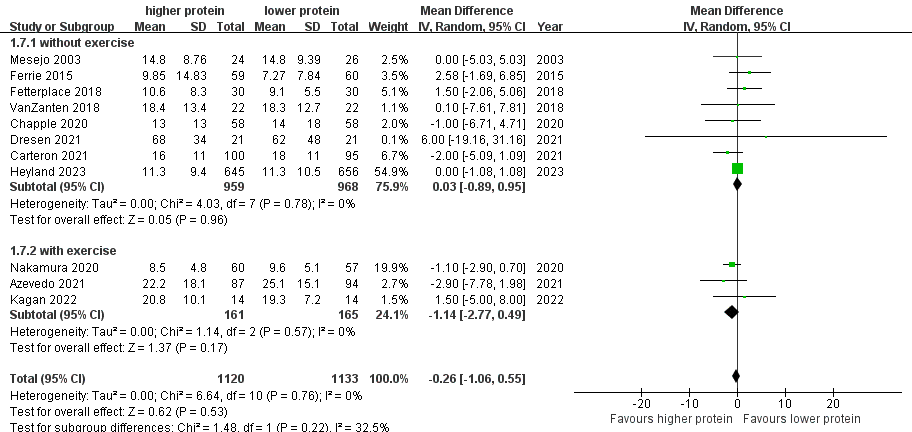 higher protein lower protein Mean Difference Mean Difference
Study or Subgroup Mean SD Total Mean SD Total Weight IV, Random, 95% CI Year IV, Random, 95% CI
1.7.1 without exercise
Mesejo 2003 14.8 8.76 24 14.8 9.39 26 2.5% 0.00 [-5.03, 5.03] 2003
Ferrie 2015 9.85 14.83 59 7.27 7.84 60 3.6% 2.58 [-1.69, 6.85] 2015
Fetterplace 2018 10.6 8.3 30 9.1 5.5 30 5.1% 1.50 [-2.06, 5.06] 2018
VanZanten 2018 18.4 13.4 22 18.3 12.7 22 1.1% 0.10 [-7.61, 7.81] 2018
Chapple 2020 13 13 58 14 18 58 2.0% -1.00 [-6.71, 4.71] 2020
Dresen 2021 68 34 21 62 48 21 0.1% 6.00 [-19.16, 31.16] 2021
Carteron 2021 16 11 100 18 11 95 6.7% -2.00 [-5.09, 1.09] 2021
Heyland 2023 11.3 9.4 645 11.3 10.5 656 54.9% 0.00 [-1.08, 1.08] 2023
Subtotal (95% CI) 959 968 75.9% 0.03 [-0.89, 0.95]
Heterogeneity: Tau² = 0.00; Chi² = 4.03, df = 7 (P = 0.78); I² = 0%
Test for overall effect: Z = 0.05 (P = 0.96)
1.7.2 with exercise
Nakamura 2020 8.5 4.8 60 9.6 5.1 57 19.9% -1.10 [-2.90, 0.70] 2020
Azevedo 2021 22.2 18.1 87 25.1 15.1 94 2.7% -2.90 [-7.78, 1.98] 2021
Kagan 2022 20.8 10.1 14 19.3 7.2 14 1.6% 1.50 [-5.00, 8.00] 2022
Subtotal (95% CI) 161 165 24.1% -1.14 [-2.77, 0.49]
Heterogeneity: Tau² = 0.00; Chi² = 1.14, df = 2 (P = 0.57); I² = 0%
Test for overall effect: Z = 1.37 (P = 0.17)
Total (95% CI) 1120 1133 100.0% -0.26 [-1.06, 0.55]
Heterogeneity: Tau² = 0.00; Chi² = 6.64, df = 10 (P = 0.76); I² = 0%
Test for overall effect: Z = 0.62 (P = 0.53)
Test for subgroup differences: Chi² = 1.48, df = 1 (P = 0.22), I² = 32.5%
-20 -10 0 10 20
Favours higher protein Favours lower protein